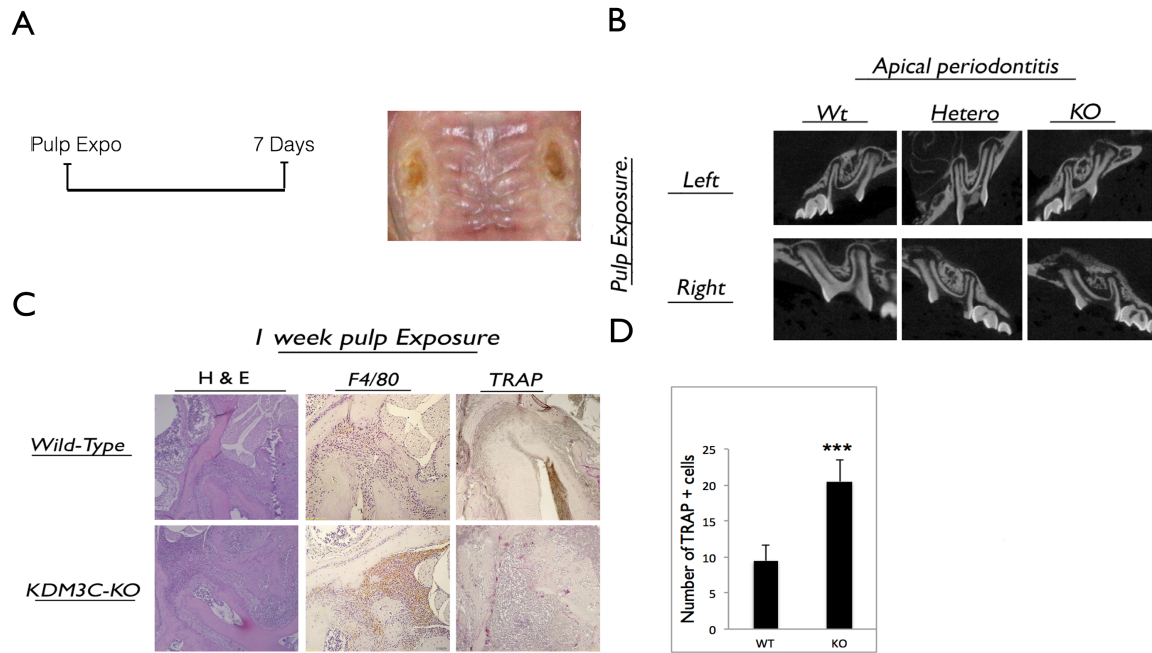 A
Pulp Expo
7 Days
B
Apical periodontitis
Wt
Hetero
KO
Pulp Exposure.
Left
Right
C
1 week pulp Exposure
H & E
F4/80
TRAP
Wild-Type
KDM3C-KO
D
Number of TRAP + cells
25
20
15
10
5
0
***
WT
KO